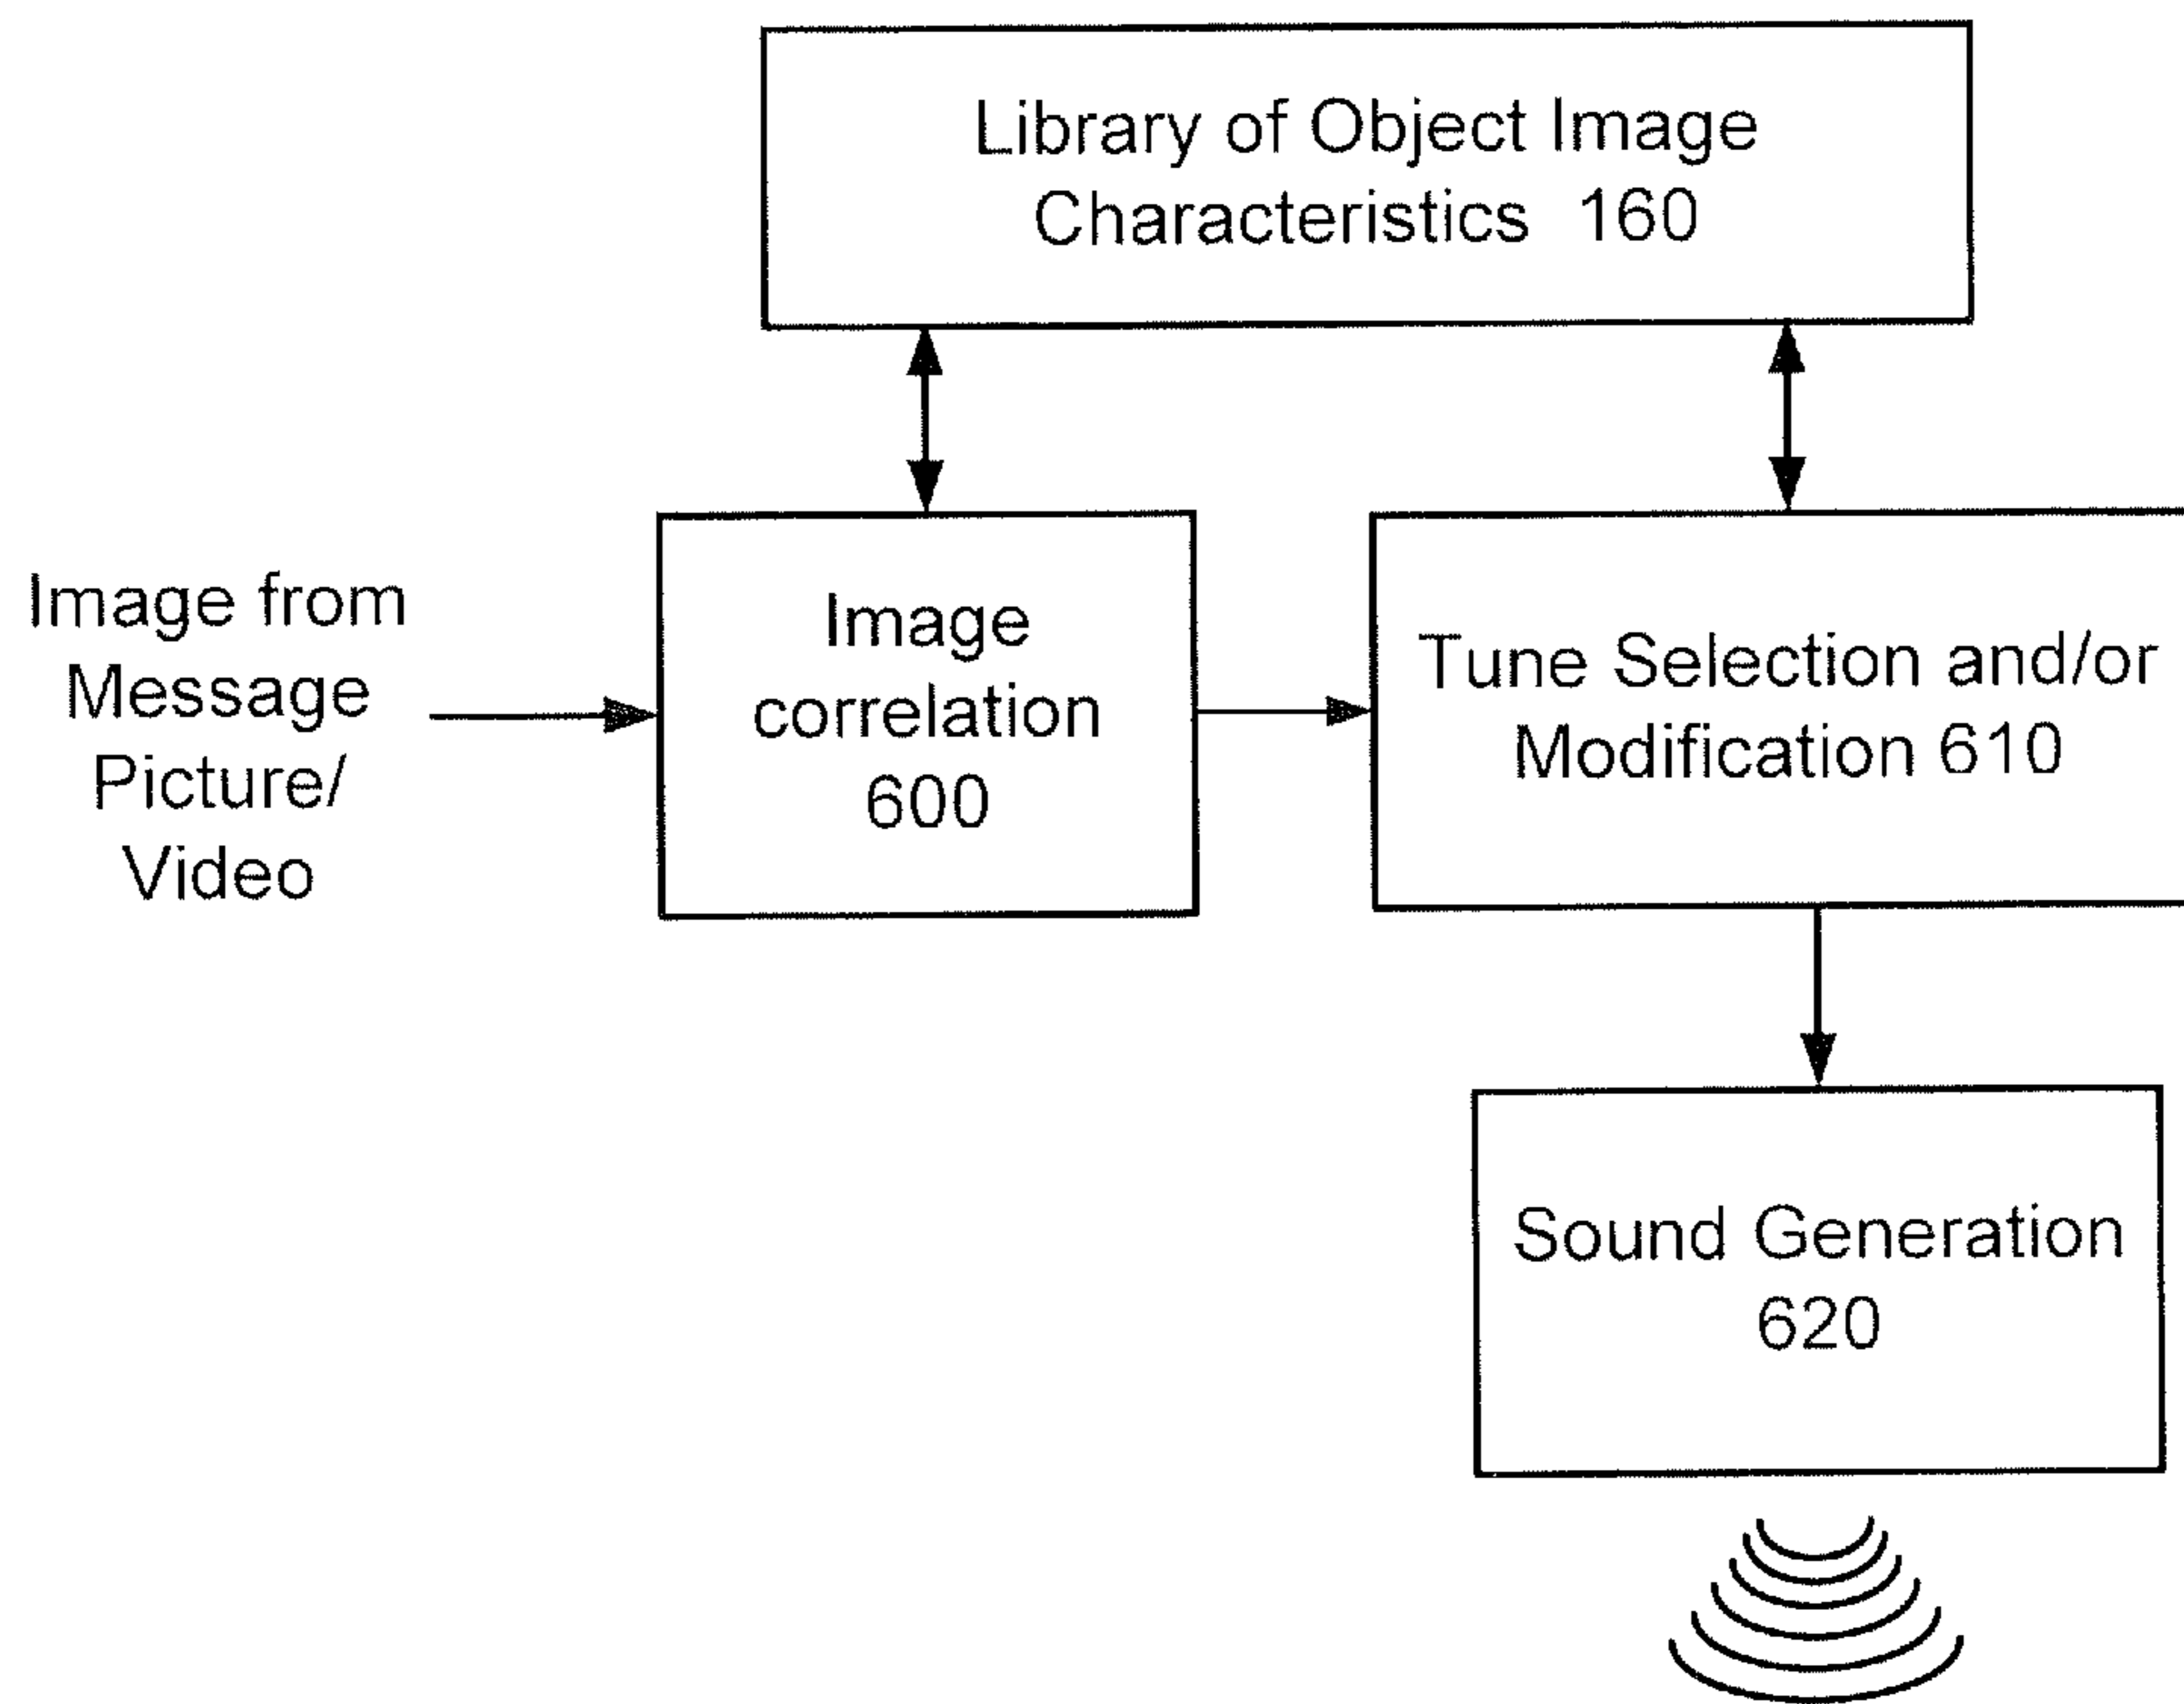 Library of Object Image
Characteristics 160
Image from
Message
Picture/
Video
Image
correlation
600
Tune Selection and/or
Modification 610
Sound Generation
620